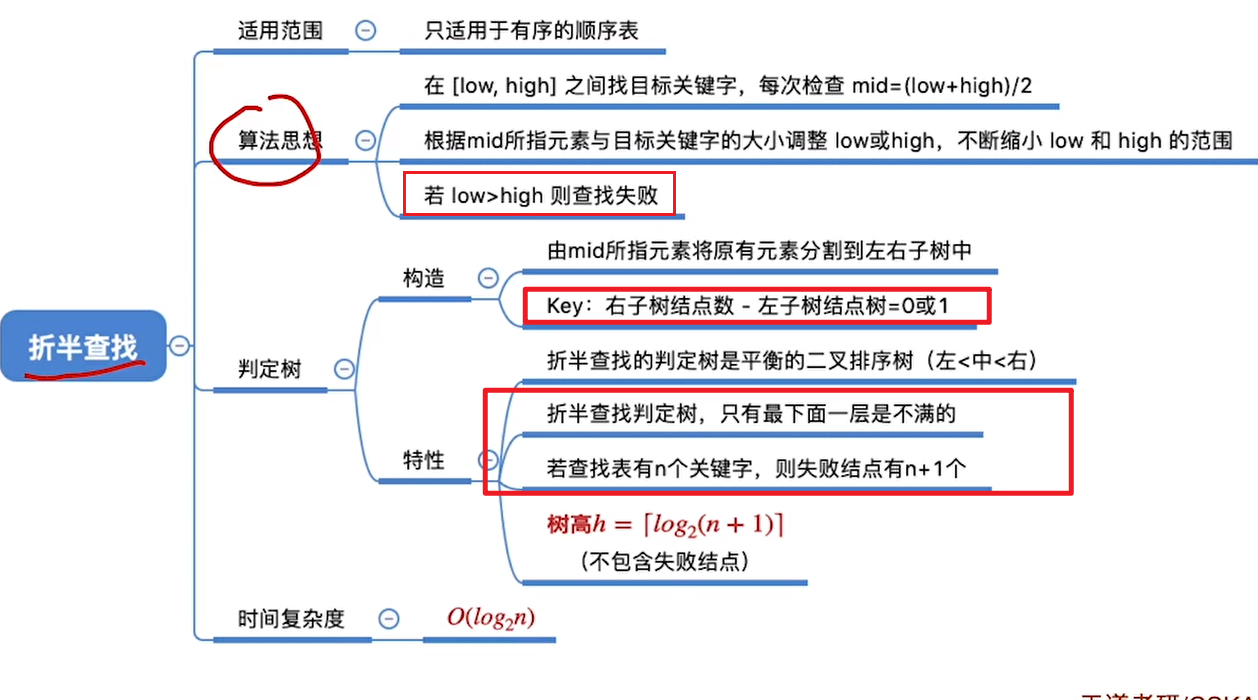 适用范围
只适用于有序的顺序表
在 [low, high] 之间找目标关键字，每次检查 mid=(low+high)/2
算法思想
根据mid所指元素与目标关键字的大小调整 low或high，不断缩小 low 和 high 的范围
若 low>high 则查找失败
由mid所指元素将原有元素分割到左右子树中
构造
Key：右子树结点数 - 左子树结点树=0或1
折半查找
判定树
折半查找的判定树是平衡的二叉排序树（左<中<右）
折半查找判定树，只有最下面一层是不满的
特性
若查找表有n个关键字，则失败结点有n+1个
树高h = ⌈log₂(n + 1)⌉
（不包含失败结点）
时间复杂度
O(log₂n)